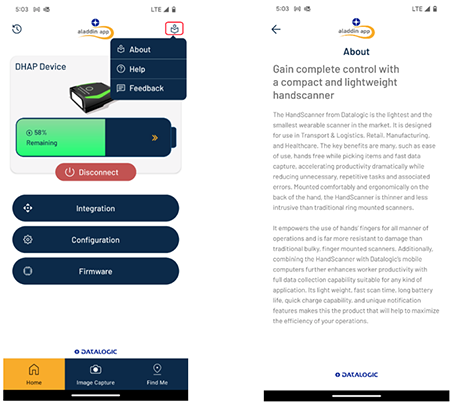 5:03
LTE
aladdin app
DHAP Device
About
Help
Feedback
58%
Remaining
Disconnect
Integration
Configuration
Firmware
DATALOGIC
Home
Image Capture
Find Me
5:03
LTE
aladdin app
About
Gain complete control with
a compact and lightweight
handscanner
The HandScanner from Datalogic is the lightest and the
smallest wearable scanner in the market. It is designed
for use in Transport & Logistics, Retail, Manufacturing,
and Healthcare. The key benefits are many, such as ease
of use, hands free while picking items and fast data
capture, accelerating productivity dramatically while
reducing unnecessary, repetitive tasks and associated
errors. Mounted comfortably and ergonomically on the
back of the hand, the HandScanner is thinner and less
intrusive than traditional ring mounted scanners.
It empowers the use of hands' fingers for all manner of
operations and is far more resistant to damage than
traditional bulky, finger mounted scanners. Additionally,
combining the HandScanner with Datalogic's mobile
computers further enhances worker productivity with
full data collection capability suitable for any kind of
application. Its light weight, fast scan time, long battery
life, quick charge capability, and unique notification
features makes this the product that will help to maximize
the efficiency of your operations.
DATALOGIC